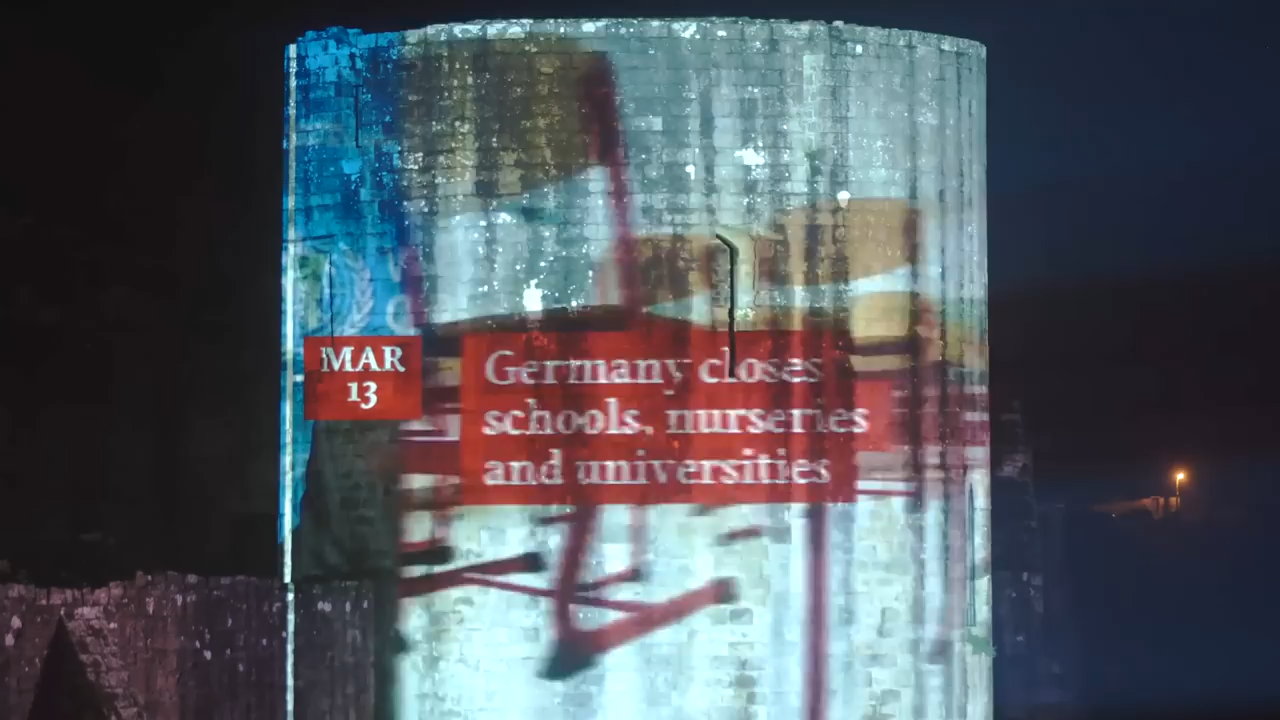 MAR
13
Germany closes
schools, nurseries
and universities